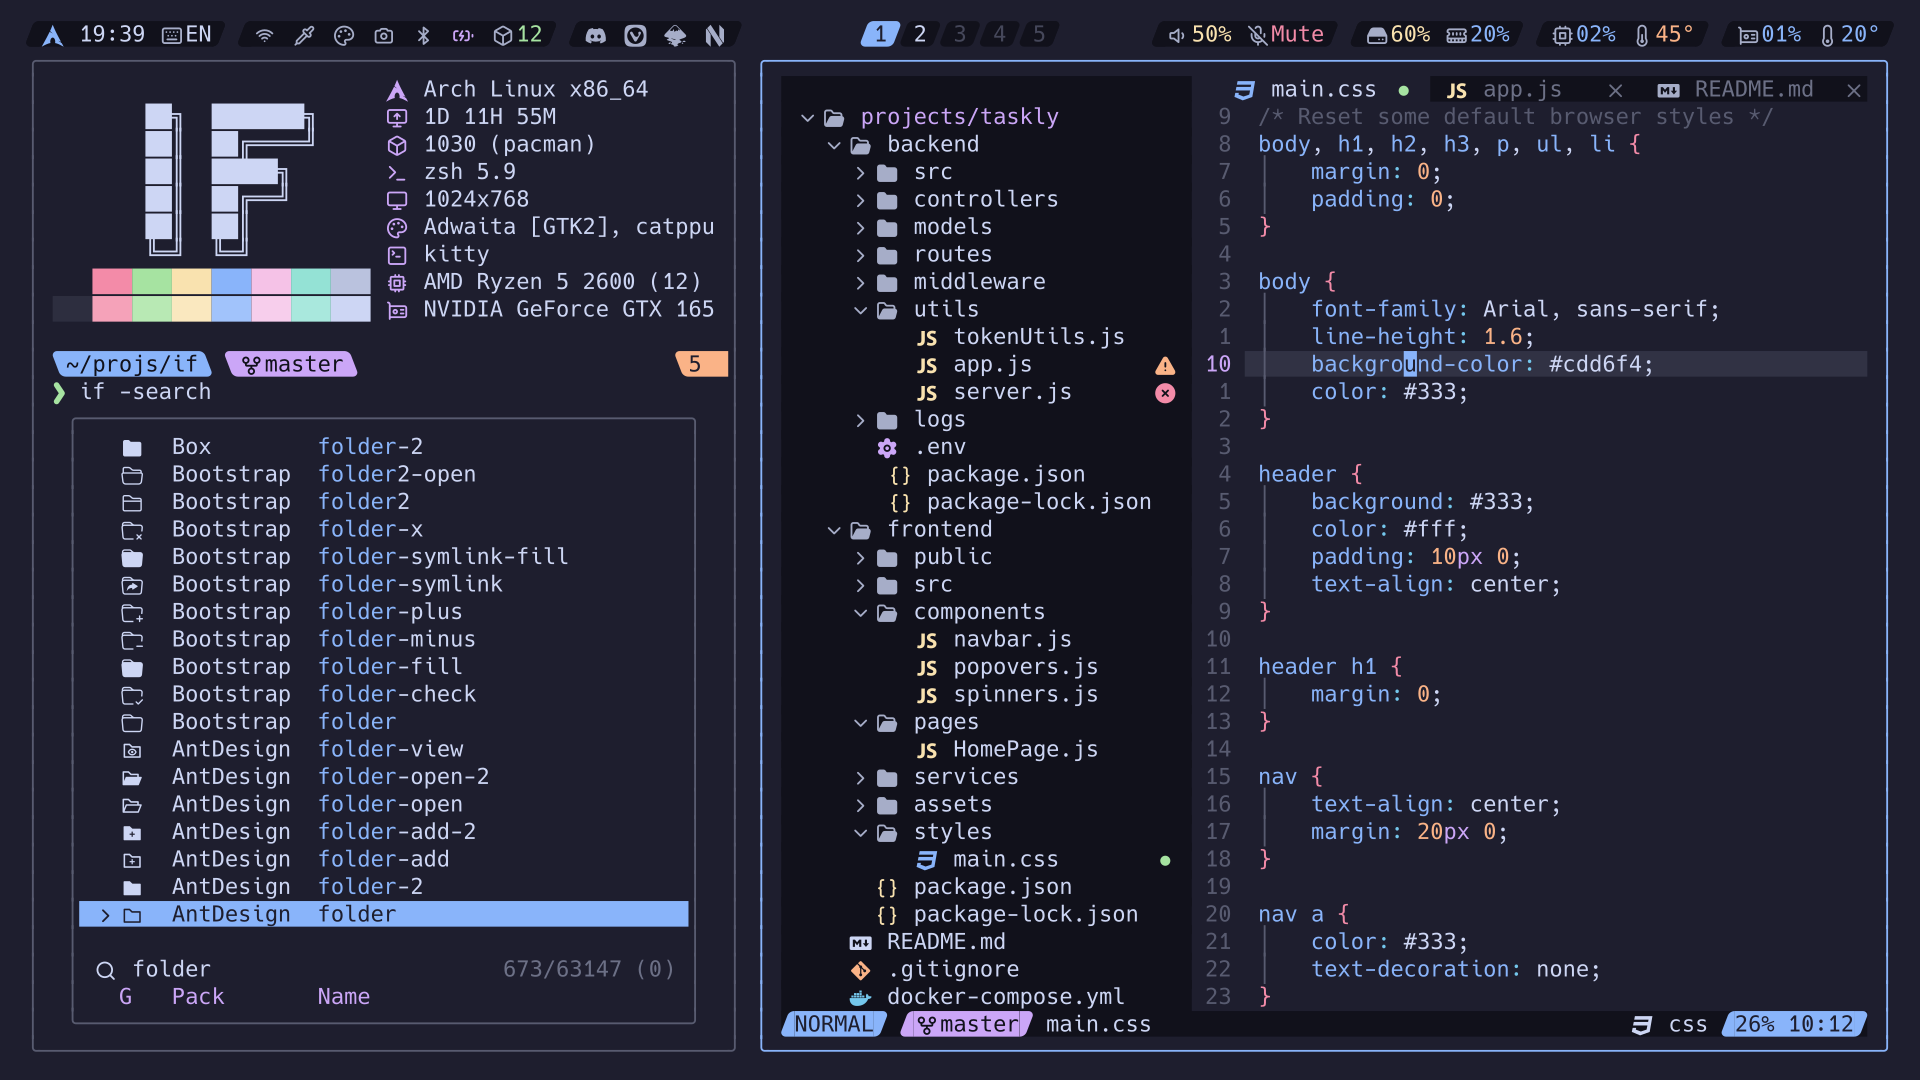 19:39 EN 12 1 2 3 4 5 50% Mute 60% 20% 02% 45° 01% 20°
IF
Arch Linux x86_64
1D 11H 55M
1030 (pacman)
zsh 5.9
1024x768
Adwaita [GTK2], catppu
kitty
AMD Ryzen 5 2600 (12)
NVIDIA GeForce GTX 165
~/projs/if master 5
❯ if -search
Box folder-2
Bootstrap folder2-open
Bootstrap folder2
Bootstrap folder-x
Bootstrap folder-symlink-fill
Bootstrap folder-symlink
Bootstrap folder-plus
Bootstrap folder-minus
Bootstrap folder-fill
Bootstrap folder-check
Bootstrap folder
AntDesign folder-view
AntDesign folder-open-2
AntDesign folder-open
AntDesign folder-add-2
AntDesign folder-add
AntDesign folder-2
> AntDesign folder
folder 673/63147 (0)
G Pack Name
projects/taskly
backend
src
controllers
models
routes
middleware
utils
JS tokenUtils.js
JS app.js
JS server.js
logs
.env
{} package.json
{} package-lock.json
frontend
public
src
components
JS navbar.js
JS popovers.js
JS spinners.js
pages
JS HomePage.js
services
assets
styles
main.css
{} package.json
{} package-lock.json
README.md
.gitignore
docker-compose.yml
main.css ● JS app.js × README.md ×
9 /* Reset some default browser styles */
8 body, h1, h2, h3, p, ul, li {
7 margin: 0;
6 padding: 0;
5 }
4
3 body {
2 font-family: Arial, sans-serif;
1 line-height: 1.6;
10 background-color: #cdd6f4;
1 color: #333;
2 }
3
4 header {
5 background: #333;
6 color: #fff;
7 padding: 10px 0;
8 text-align: center;
9 }
10
11 header h1 {
12 margin: 0;
13 }
14
15 nav {
16 text-align: center;
17 margin: 20px 0;
18 }
19
20 nav a {
21 color: #333;
22 text-decoration: none;
23 }
NORMAL master main.css css 26% 10:12